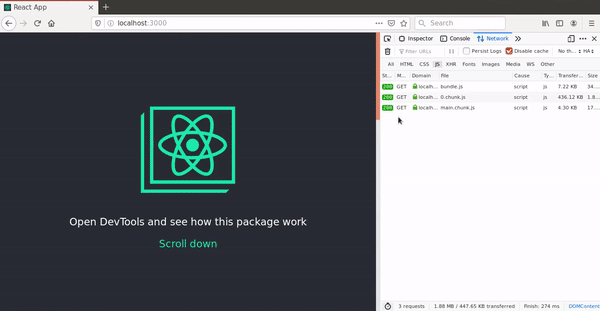 React App
localhost:3000
Search
Inspector
Console
Network
Filter URLs
Persist Logs
Disable cache
No th...
HA
All HTML CSS JS XHR Fonts Images Media WS Other
St... M... Domain File Cause Ty... Transfer... Size
200 GET localh... bundle.js script js 7.22 KB 34....
200 GET localh... 0.chunk.js script js 436.12 KB 1.8...
200 GET localh... main.chunk.js script js 4.30 KB 17....
Open DevTools and see how this package work
Scroll down
3 requests
1.88 MB / 447.65 KB transferred
Finish: 274 ms
DOMContent